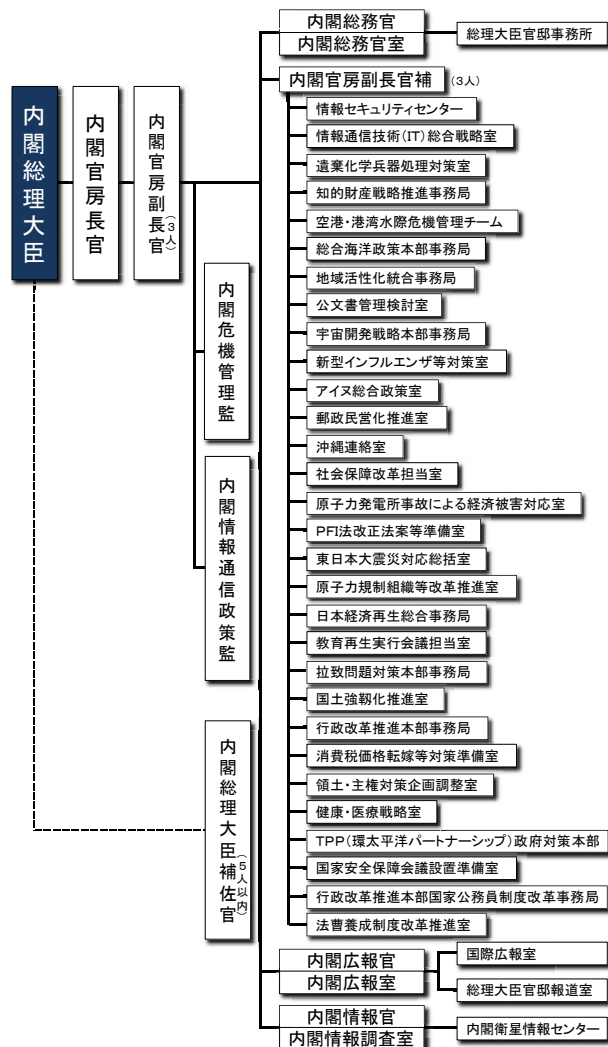 内閣総理大臣
内閣官房長官
内閣官房副長官(3人)
内閣危機管理監
内閣情報通信政策監
内閣総理大臣補佐官(5人以内)
内閣総務官
内閣総務官室
総理大臣官邸事務所
内閣官房副長官補 (3人)
情報セキュリティセンター
情報通信技術(IT)総合戦略室
遺棄化学兵器処理対策室
知的財産戦略推進事務局
空港・港湾水際危機管理チーム
総合海洋政策本部事務局
地域活性化統合事務局
公文書管理検討室
宇宙開発戦略本部事務局
新型インフルエンザ等対策室
アイヌ総合政策室
郵政民営化推進室
沖縄連絡室
社会保障改革担当室
原子力発電所事故による経済被害対応室
PFI法改正法案等準備室
東日本大震災対応総括室
原子力規制組織等改革推進室
日本経済再生総合事務局
教育再生実行会議担当室
拉致問題対策本部事務局
国土強靱化推進室
行政改革推進本部事務局
消費税価格転嫁等対策準備室
領土・主権対策企画調整室
健康・医療戦略室
TPP(環太平洋パートナーシップ)政府対策本部
国家安全保障会議設置準備室
行政改革推進本部国家公務員制度改革事務局
法曹養成制度改革推進室
内閣広報官
内閣広報室
国際広報室
総理大臣官邸報道室
内閣情報官
内閣情報調査室
内閣衛星情報センター